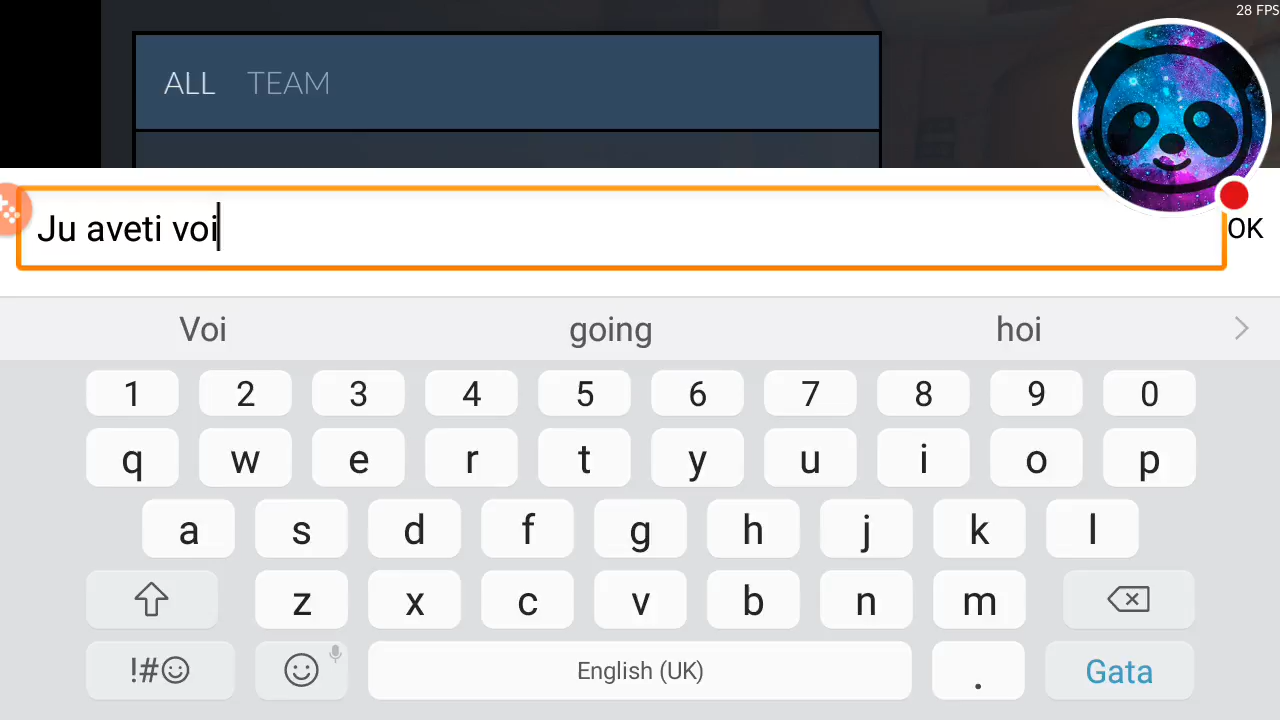 28 FPS
ALL TEAM
Ju aveti voi
OK
Voi going hoi
1 2 3 4 5 6 7 8 9 0
q w e r t y u i o p
a s d f g h j k l
z x c v b n m
!#☺ English (UK) . Gata